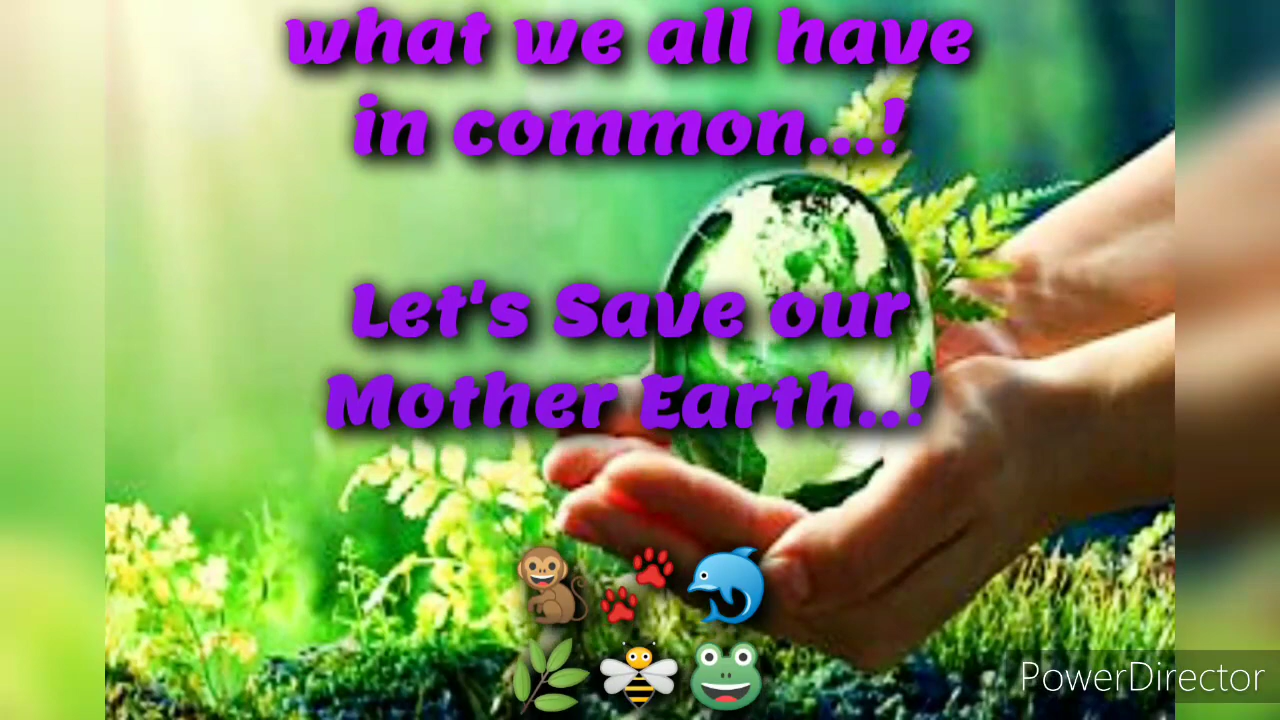 what we all have
in common...!
Let's Save our
Mother Earth..!
PowerDirector